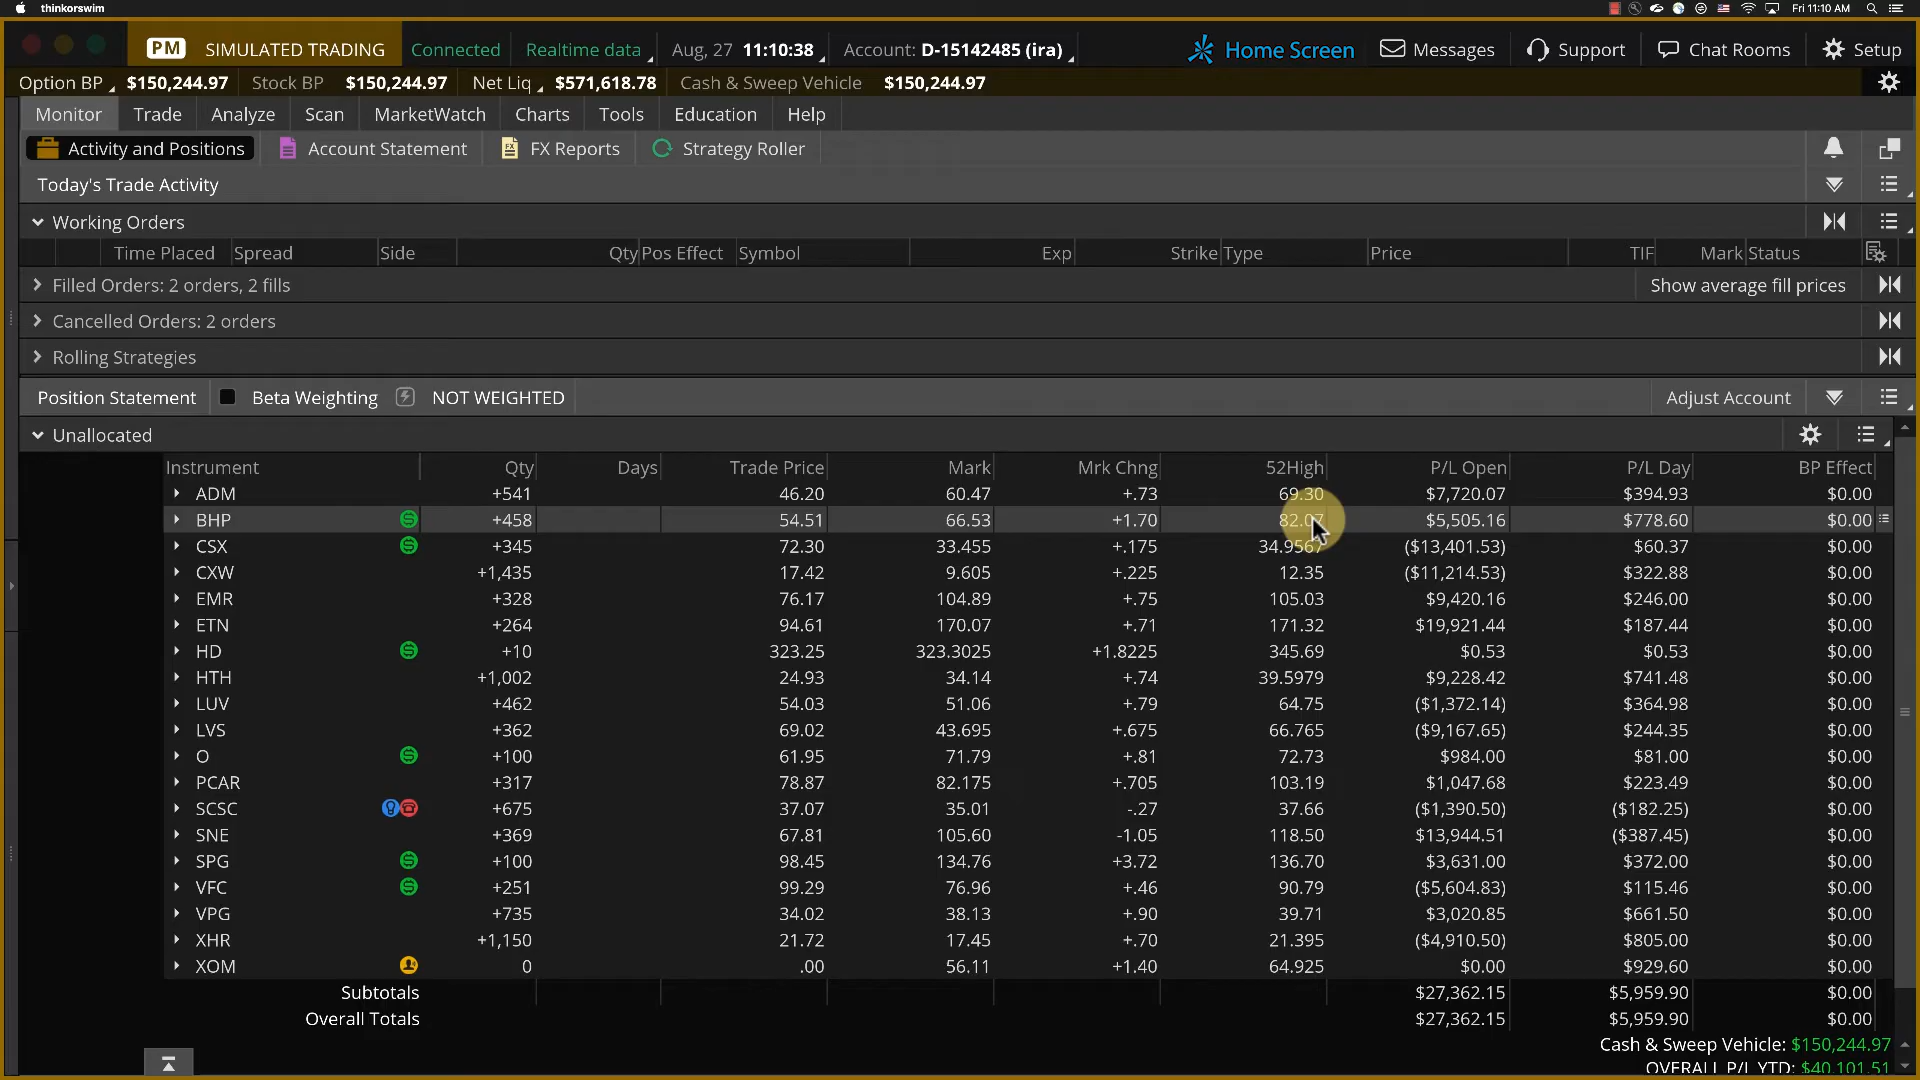 thinkorswim Fri 11:10 AM
PM SIMULATED TRADING Connected Realtime data Aug, 27 11:10:38 Account: D-15142485 (ira) Home Screen Messages Support Chat Rooms Setup
Option BP $150,244.97 Stock BP $150,244.97 Net Liq $571,618.78 Cash & Sweep Vehicle $150,244.97
Monitor Trade Analyze Scan MarketWatch Charts Tools Education Help
Activity and Positions Account Statement FX Reports Strategy Roller
Today's Trade Activity
Working Orders
Time Placed Spread Side Qty Pos Effect Symbol Exp Strike Type Price TIF Mark Status
Filled Orders: 2 orders, 2 fills Show average fill prices
Cancelled Orders: 2 orders
Rolling Strategies
Position Statement Beta Weighting NOT WEIGHTED Adjust Account
Unallocated
Instrument Qty Days Trade Price Mark Mrk Chng 52High P/L Open P/L Day BP Effect
ADM +541 46.20 60.47 +.73 69.30 $7,720.07 $394.93 $0.00
BHP +458 54.51 66.53 +1.70 82.07 $5,505.16 $778.60 $0.00
CSX +345 72.30 33.455 +.175 34.9567 ($13,401.53) $60.37 $0.00
CXW +1,435 17.42 9.605 +.225 12.35 ($11,214.53) $322.88 $0.00
EMR +328 76.17 104.89 +.75 105.03 $9,420.16 $246.00 $0.00
ETN +264 94.61 170.07 +.71 171.32 $19,921.44 $187.44 $0.00
HD +10 323.25 323.3025 +1.8225 345.69 $0.53 $0.53 $0.00
HTH +1,002 24.93 34.14 +.74 39.5979 $9,228.42 $741.48 $0.00
LUV +462 54.03 51.06 +.79 64.75 ($1,372.14) $364.98 $0.00
LVS +362 69.02 43.695 +.675 66.765 ($9,167.65) $244.35 $0.00
O +100 61.95 71.79 +.81 72.73 $984.00 $81.00 $0.00
PCAR +317 78.87 82.175 +.705 103.19 $1,047.68 $223.49 $0.00
SCSC +675 37.07 35.01 -.27 37.66 ($1,390.50) ($182.25) $0.00
SNE +369 67.81 105.60 -1.05 118.50 $13,944.51 ($387.45) $0.00
SPG +100 98.45 134.76 +3.72 136.70 $3,631.00 $372.00 $0.00
VFC +251 99.29 76.96 +.46 90.79 ($5,604.83) $115.46 $0.00
VPG +735 34.02 38.13 +.90 39.71 $3,020.85 $661.50 $0.00
XHR +1,150 21.72 17.45 +.70 21.395 ($4,910.50) $805.00 $0.00
XOM 0 .00 56.11 +1.40 64.925 $0.00 $929.60 $0.00
Subtotals $27,362.15 $5,959.90 $0.00
Overall Totals $27,362.15 $5,959.90 $0.00
Cash & Sweep Vehicle: $150,244.97
OVERALL P/L YTD: $40,101.51